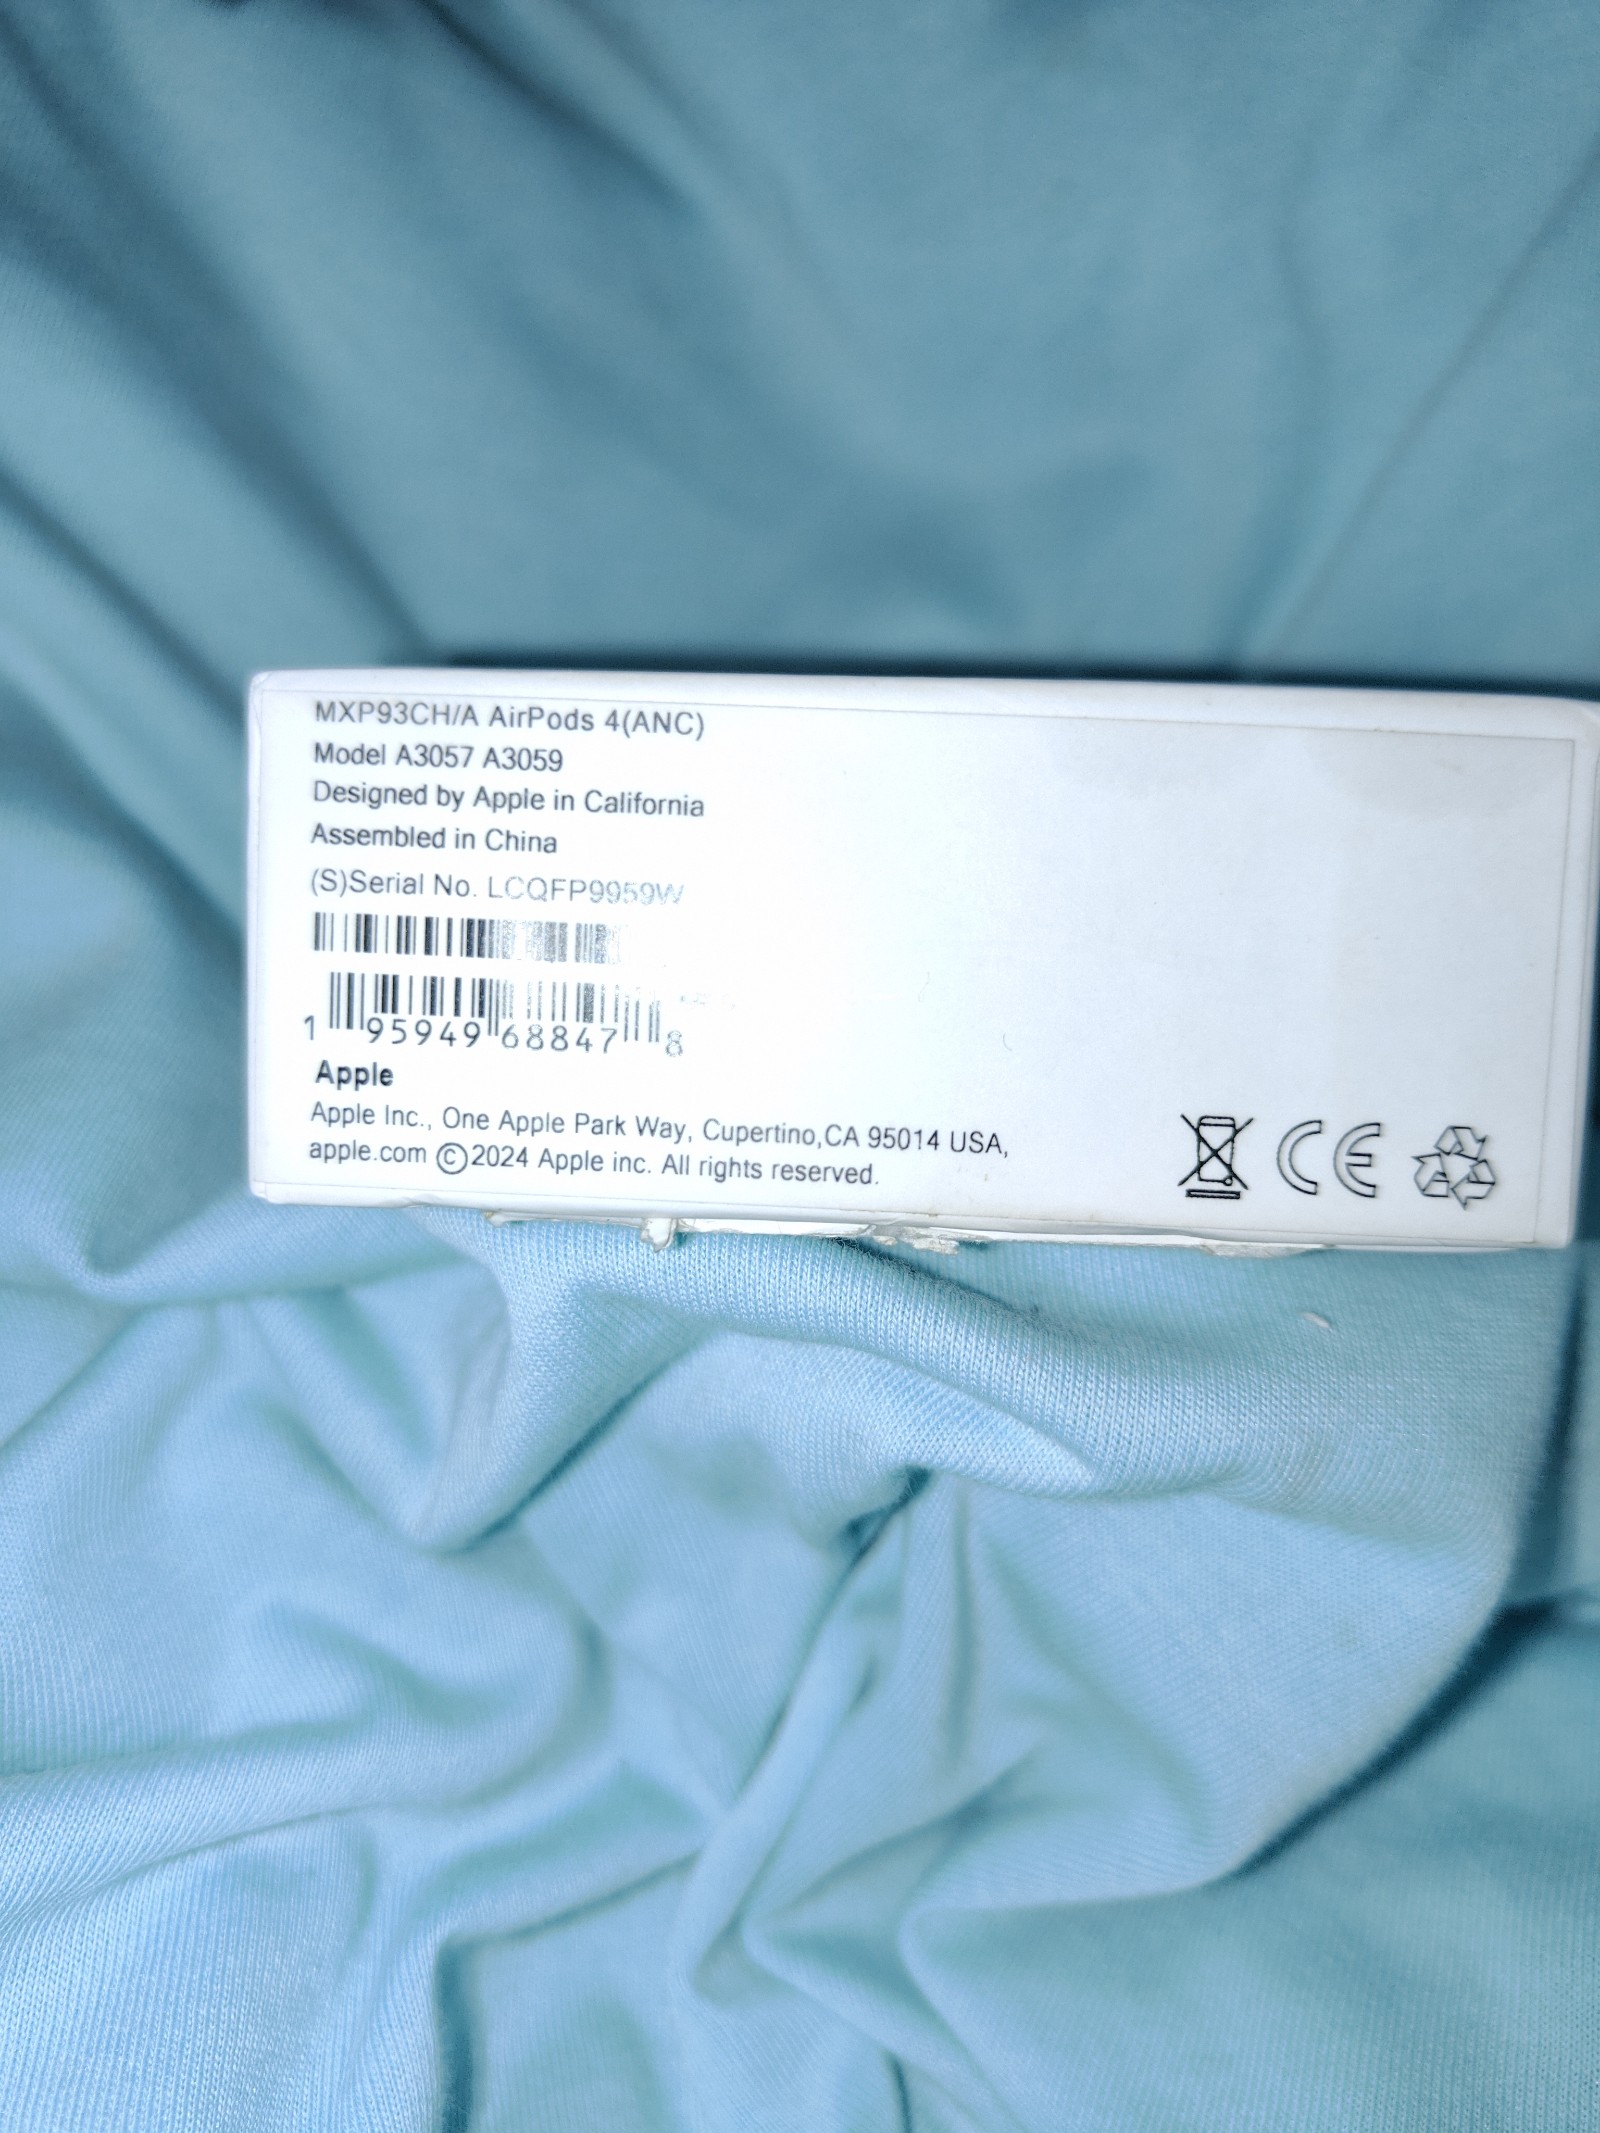 MXP93CH/A AirPods 4(ANC)
Model A3057 A3059
Designed by Apple in California
Assembled in China
(S)Serial No. LCQFP9959W
1 95949 68847 8
Apple
Apple Inc., One Apple Park Way, Cupertino,CA 95014 USA,
apple.com ©2024 Apple inc. All rights reserved.
CE